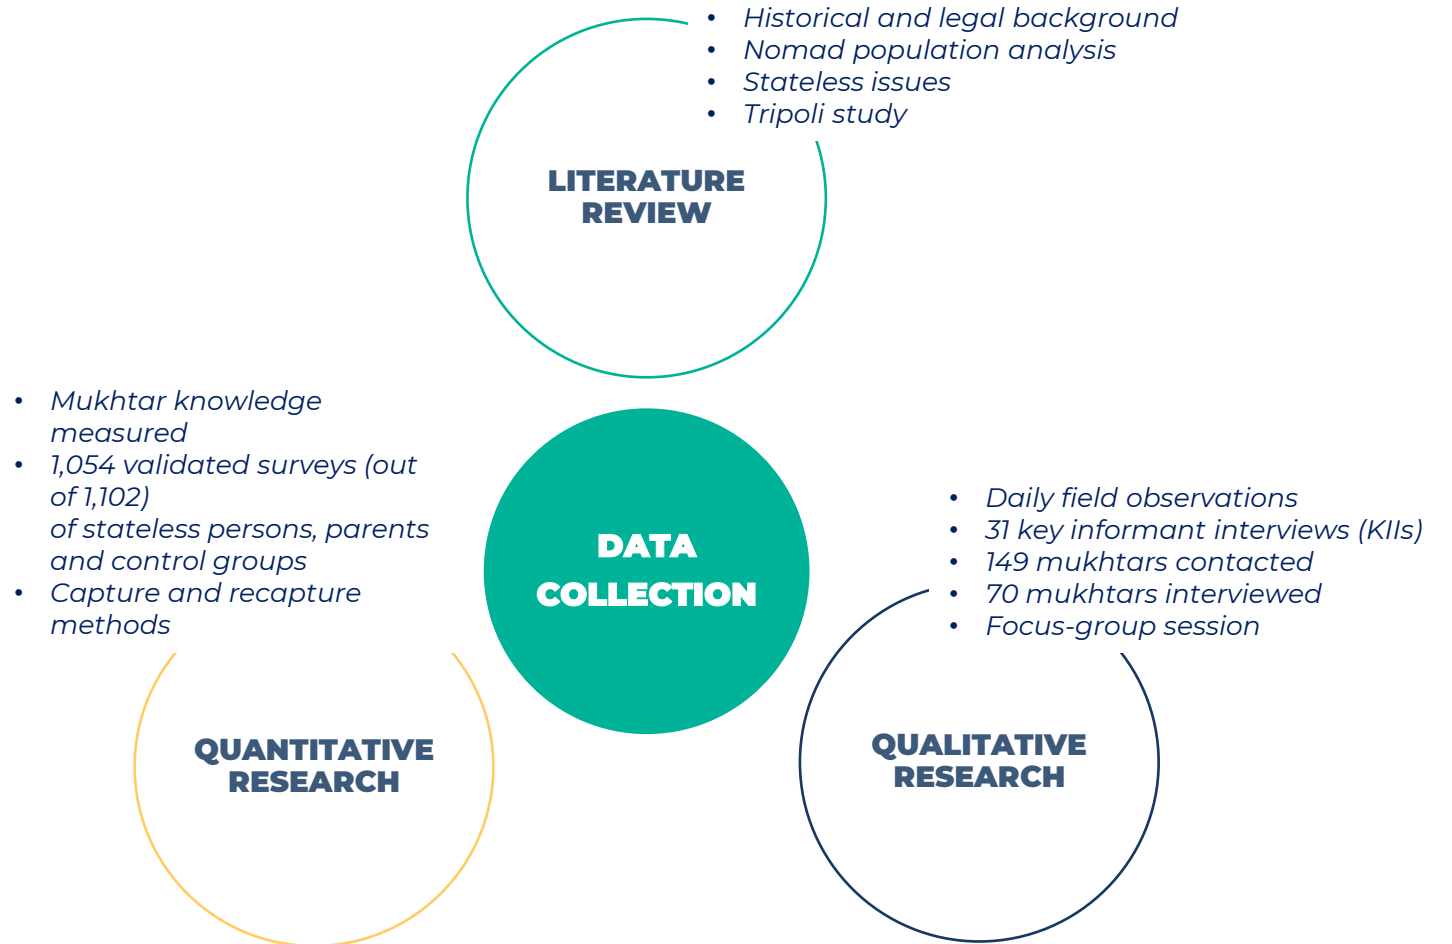 • Historical and legal background
• Nomad population analysis
• Stateless issues
• Tripoli study
LITERATURE
REVIEW
• Mukhtar knowledge
measured
• 1,054 validated surveys (out
of 1,102)
of stateless persons, parents
and control groups
• Capture and recapture
methods
QUANTITATIVE
RESEARCH
DATA
COLLECTION
• Daily field observations
• 31 key informant interviews (KIIs)
• 149 mukhtars contacted
• 70 mukhtars interviewed
• Focus-group session
QUALITATIVE
RESEARCH